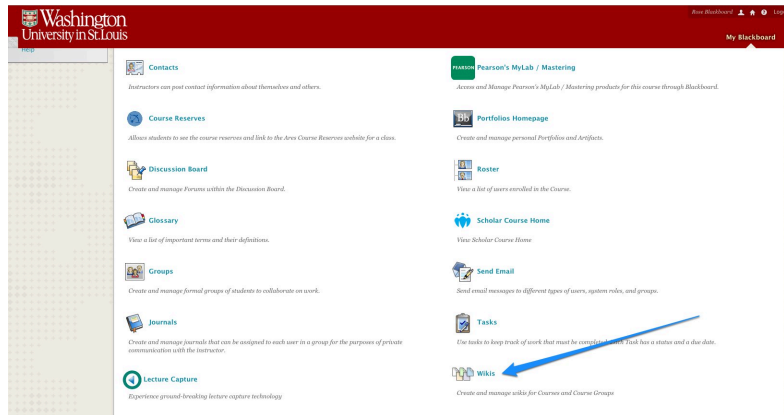 Rose Blackboard
Log
Washington
University in St. Louis
My Blackboard
Help
Contacts
Instructors can post contact information about themselves and others.
Course Reserves
Allows students to see the course reserves and link to the Ares Course Reserves website for a class.
Discussion Board
Create and manage Forums within the Discussion Board.
Glossary
View a list of important terms and their definitions.
Groups
Create and manage formal groups of students to collaborate on work.
Journals
Create and manage journals that can be assigned to each user in a group for the purposes of private
communication with the instructor.
Lecture Capture
Experience ground-breaking lecture capture technology
PEARSON
Pearson's MyLab / Mastering
Access and Manage Pearson's MyLab / Mastering products for this course through Blackboard.
Bb
Portfolios Homepage
Create and manage personal Portfolios and Artifacts.
Roster
View a list of users enrolled in the Course.
Scholar Course Home
View Scholar Course Home
Send Email
Send email messages to different types of users, system roles, and groups.
Tasks
Use tasks to keep track of work that must be completed. Task has a status and a due date.
Wikis
Create and manage wikis for Courses and Course Groups